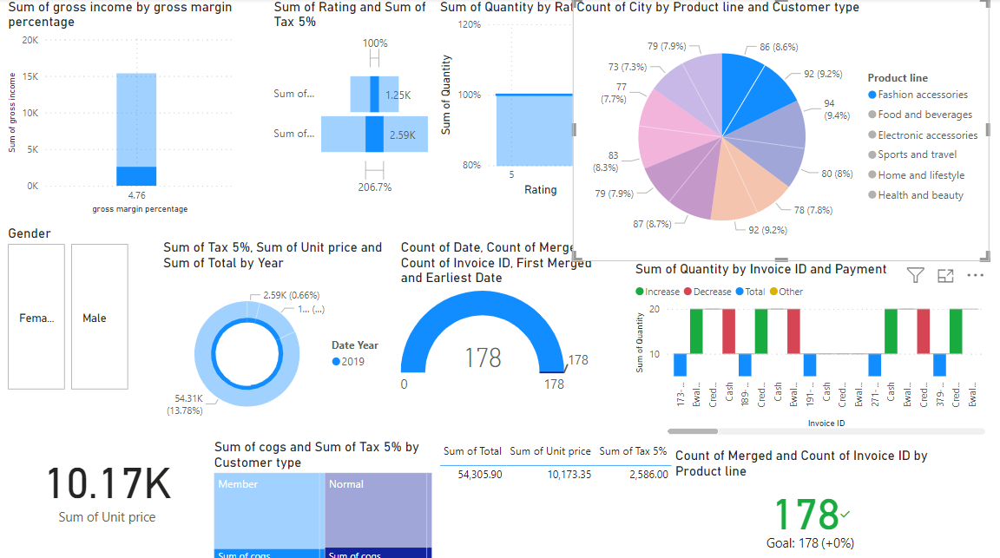 Sum of gross income by gross margin
percentage
20K
15K
10K
5K
0K
Sum of gross income
4.76
gross margin percentage
Sum of Rating and Sum of
Tax 5%
100%
Sum of...
1.25K
Sum of...
2.59K
206.7%
Sum of Quantity by Rat
120%
100%
80%
Sum of Quantity
5
Rating
Count of City by Product line and Customer type
79 (7.9%)
86 (8.6%)
73 (7.3%)
92 (9.2%)
77
(7.7%)
94
(9.4%)
83
(8.3%)
80 (8%)
79 (7.9%)
78 (7.8%)
87 (8.7%)
92 (9.2%)
Product line
Fashion accessories
Food and beverages
Electronic accessories
Sports and travel
Home and lifestyle
Health and beauty
Gender
Fema...
Male
Sum of Tax 5%, Sum of Unit price and
Sum of Total by Year
2.59K (0.66%)
1... (...)
54.31K
(13.78%)
Date Year
2019
Count of Date, Count of Merge
Count of Invoice ID, First Merged
and Earliest Date
178
178
0
178
Sum of Quantity by Invoice ID and Payment
Increase
Decrease
Total
Other
20
10
Sum of Quantity
173-...
Ewal...
Cred...
Cash
189-...
Cred...
Cash
Ewal...
191-...
Cash
Cred...
Ewal...
271-...
Cash
Ewal...
Cred...
379-...
Cred...
Ewal...
Invoice ID
10.17K
Sum of Unit price
Sum of cogs and Sum of Tax 5% by
Customer type
Member
Normal
Sum of cogs
Sum of cogs
Sum of Total Sum of Unit price Sum of Tax 5%
54,305.90 10,173.35 2,586.00
Count of Merged and Count of Invoice ID by
Product line
178
Goal: 178 (+0%)